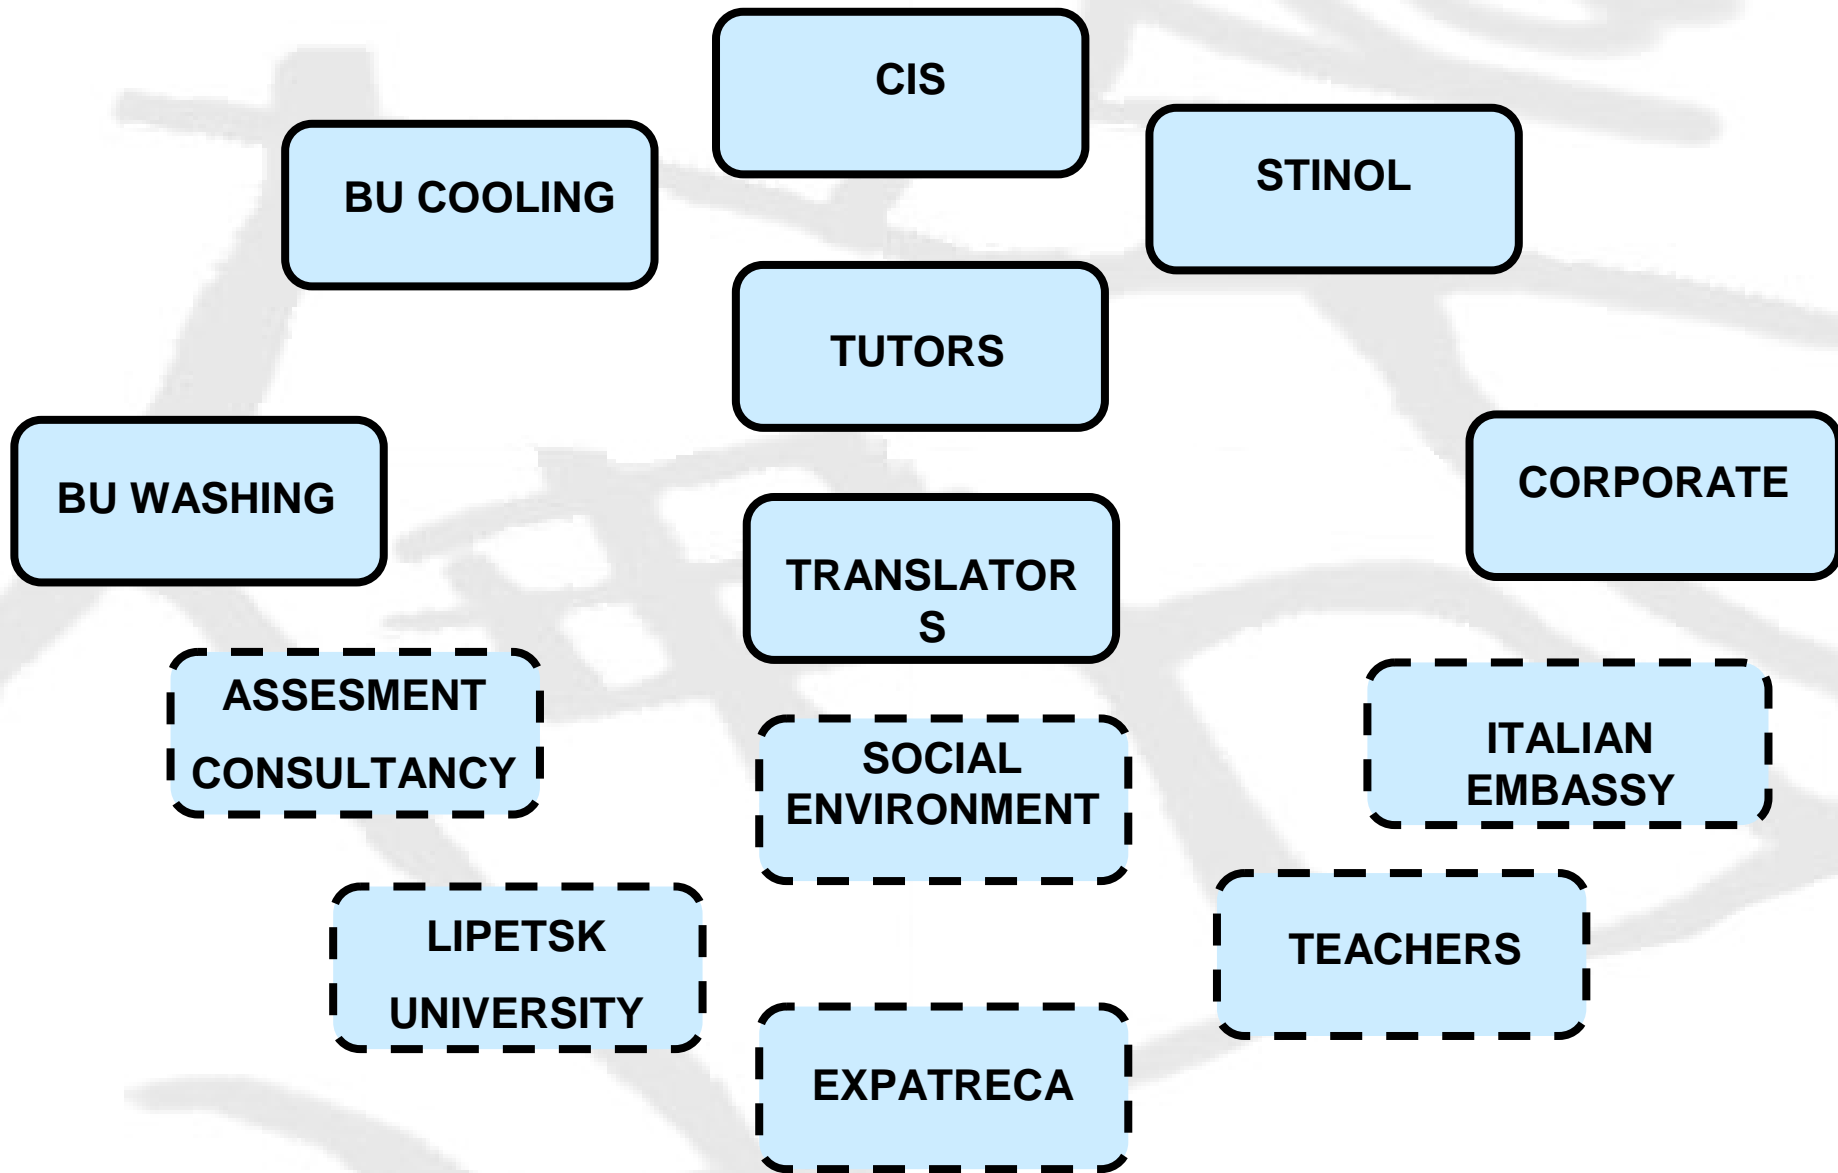 CIS
STINOL
BU COOLING
TUTORS
CORPORATE
BU WASHING
TRANSLATOR
S
ASSESMENT
CONSULTANCY
SOCIAL
ENVIRONMENT
ITALIAN
EMBASSY
LIPETSK
UNIVERSITY
TEACHERS
EXPATRECA